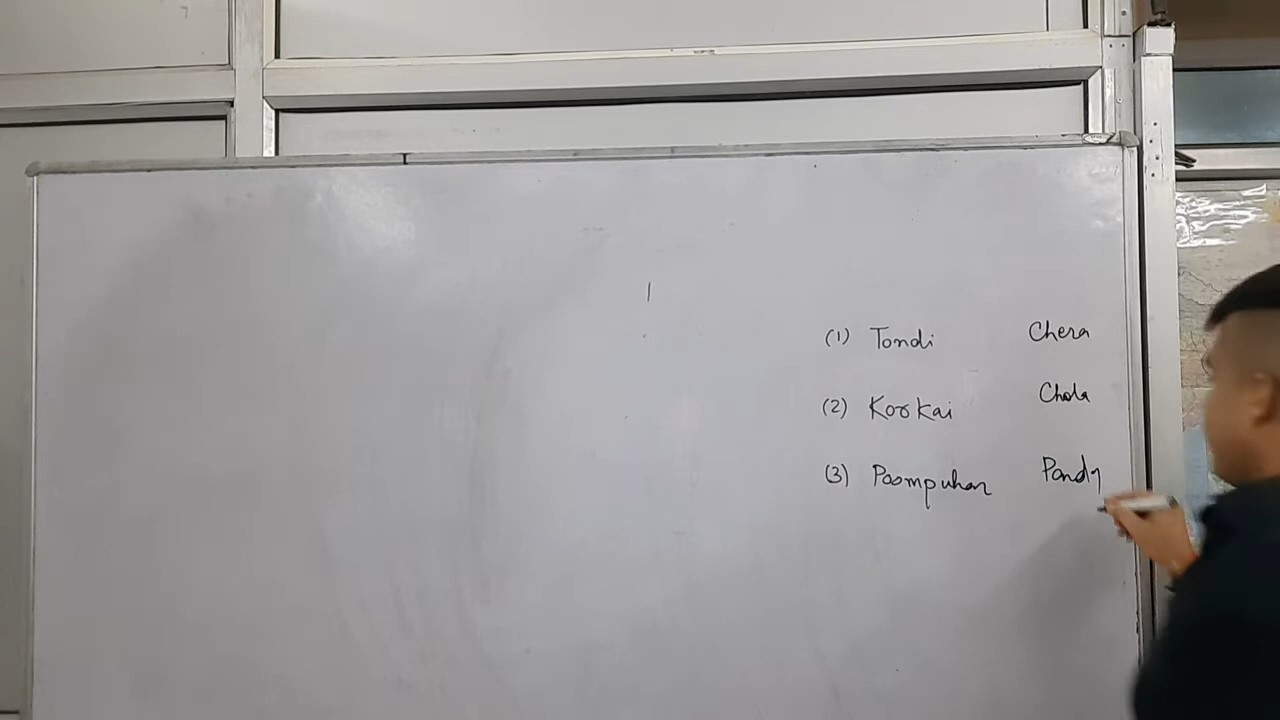 (1) Tondi Chera
(2) Korkai Chola
(3) Poompuhar Pandy